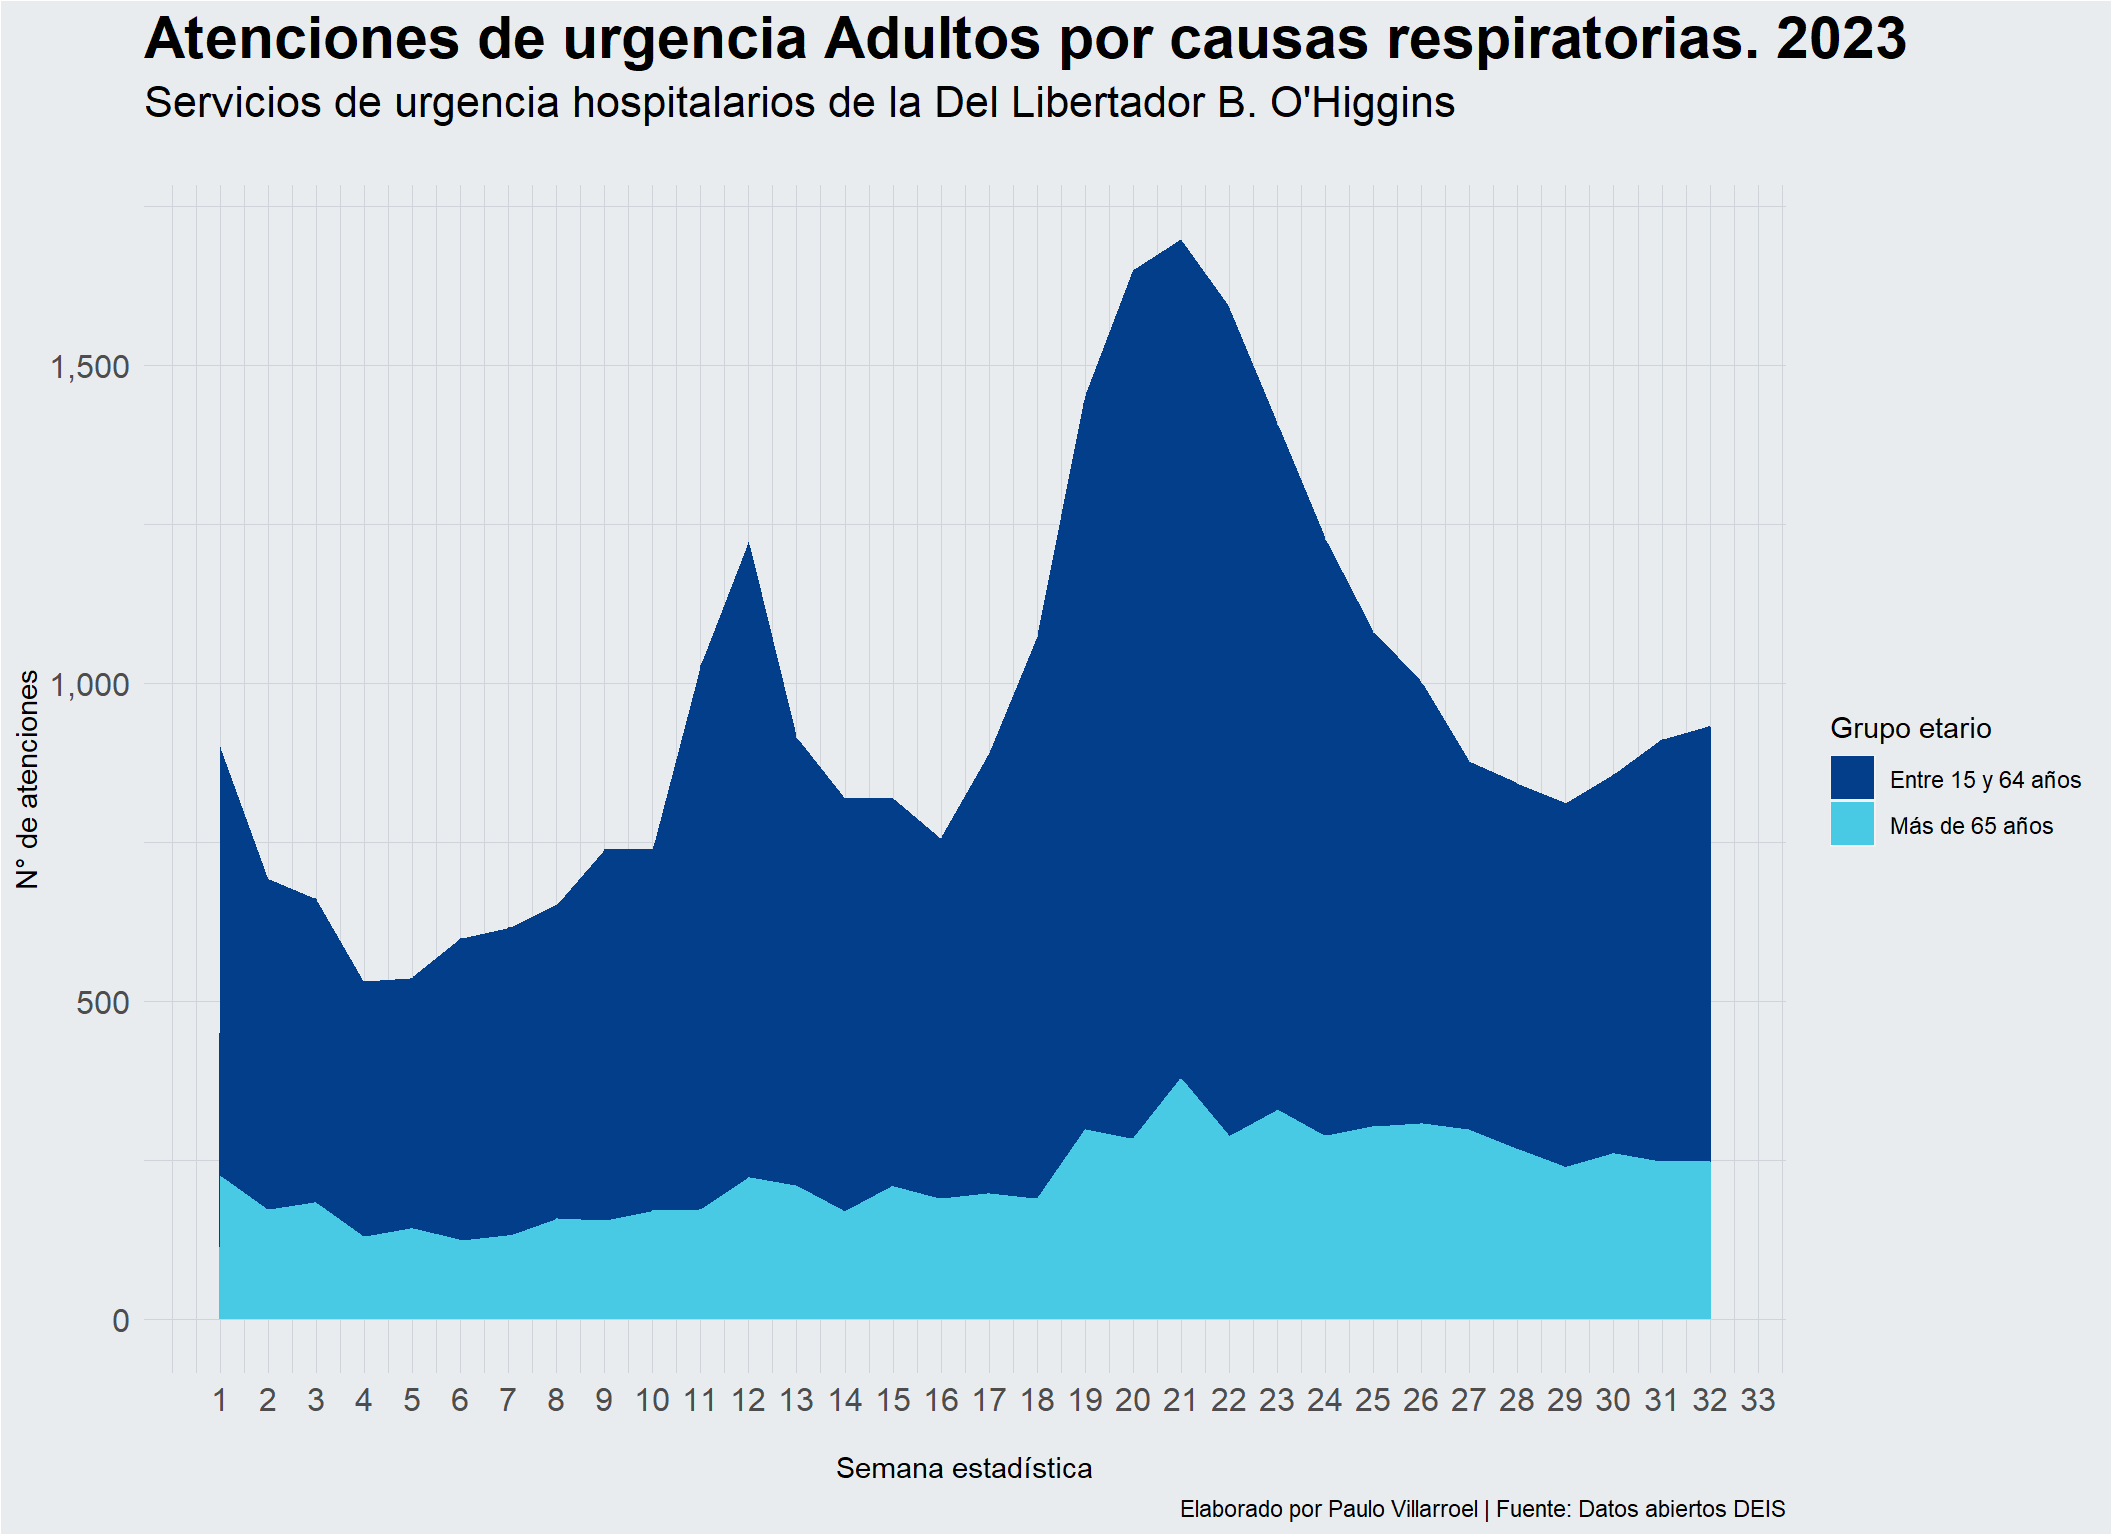 Atenciones de urgencia Adultos por causas respiratorias. 2023
Servicios de urgencia hospitalarios de la Del Libertador B. O'Higgins
N° de atenciones
1,500
1,000
500
0
1 2 3 4 5 6 7 8 9 10 11 12 13 14 15 16 17 18 19 20 21 22 23 24 25 26 27 28 29 30 31 32 33
Semana estadística
Grupo etario
Entre 15 y 64 años
Más de 65 años
Elaborado por Paulo Villarroel | Fuente: Datos abiertos DEIS